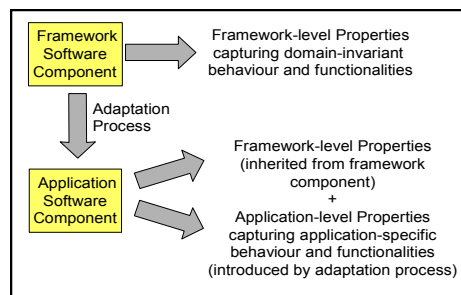 Framework
Software
Component
Framework-level Properties
capturing domain-invariant
behaviour and functionalities
Adaptation
Process
Application
Software
Component
Framework-level Properties
(inherited from framework
component)
+
Application-level Properties
capturing application-specific
behaviour and functionalities
(introduced by adaptation process)